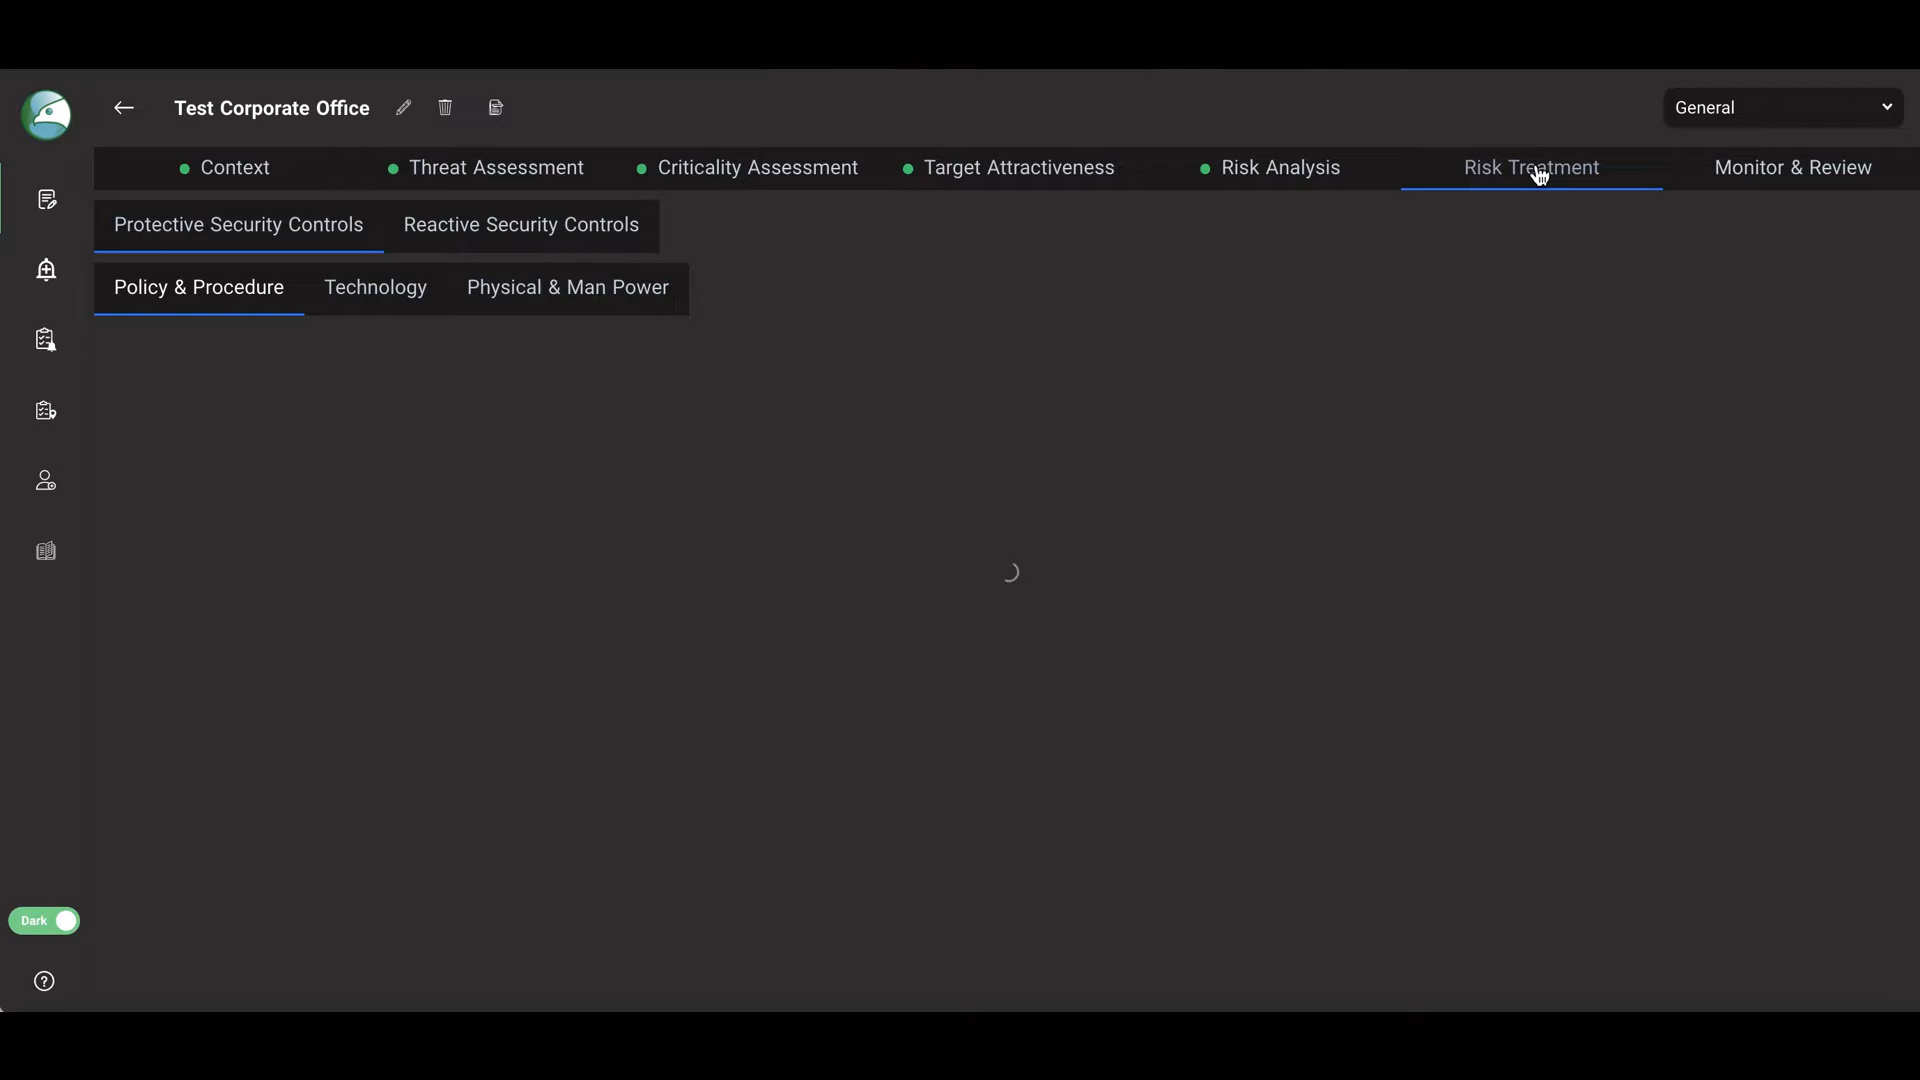 Test Corporate Office
General
Context
Threat Assessment
Criticality Assessment
Target Attractiveness
Risk Analysis
Risk Treatment
Monitor & Review
Protective Security Controls
Reactive Security Controls
Policy & Procedure
Technology
Physical & Man Power
Dark